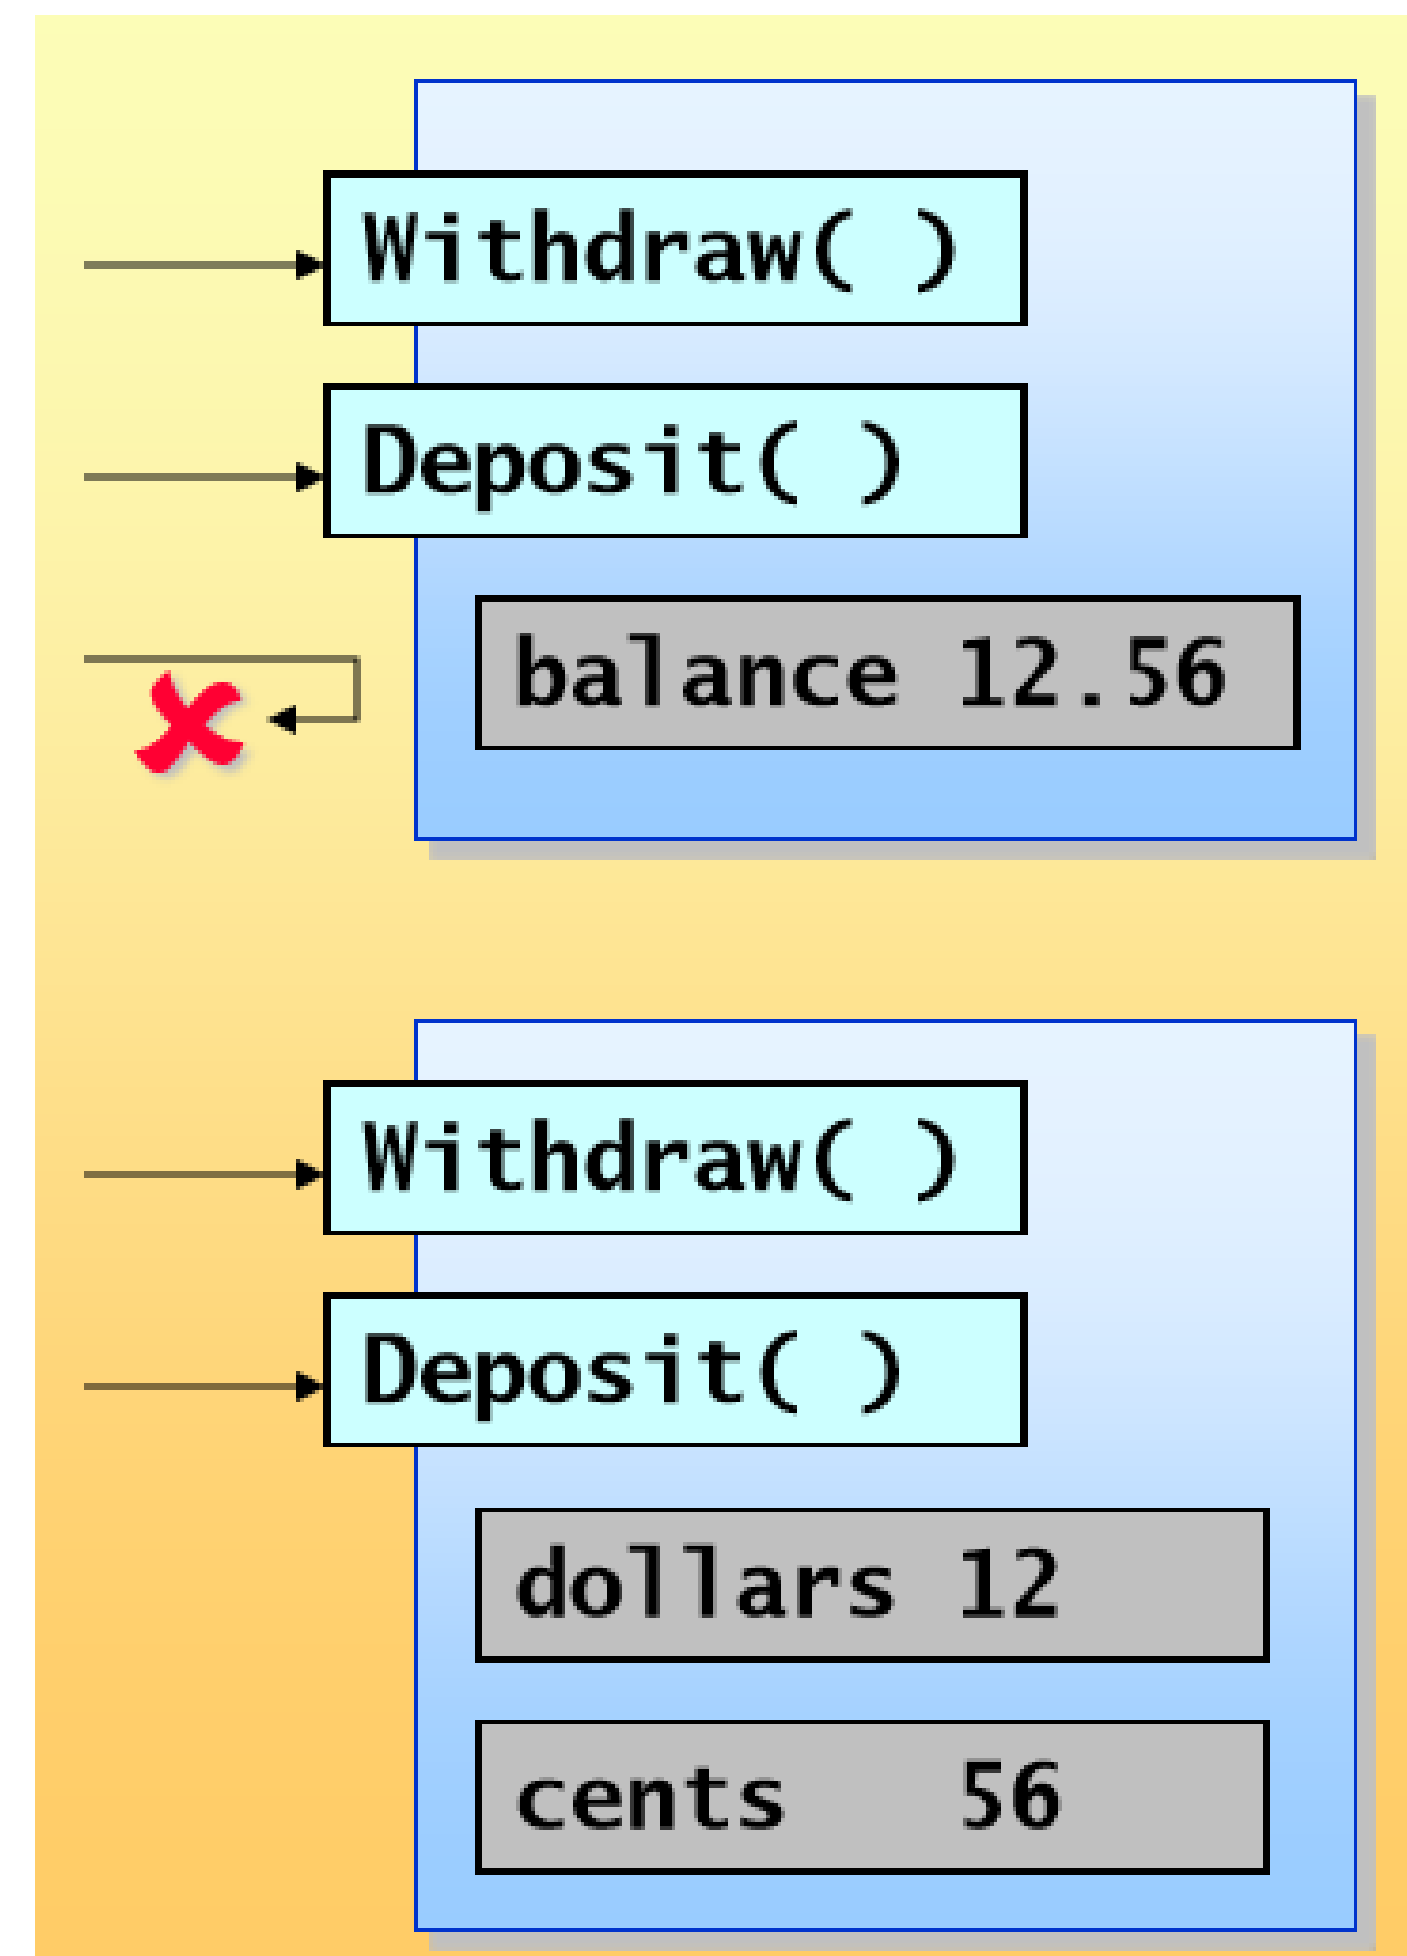 Withdraw( )
Deposit( )
balance 12.56
Withdraw( )
Deposit( )
dollars 12
cents 56